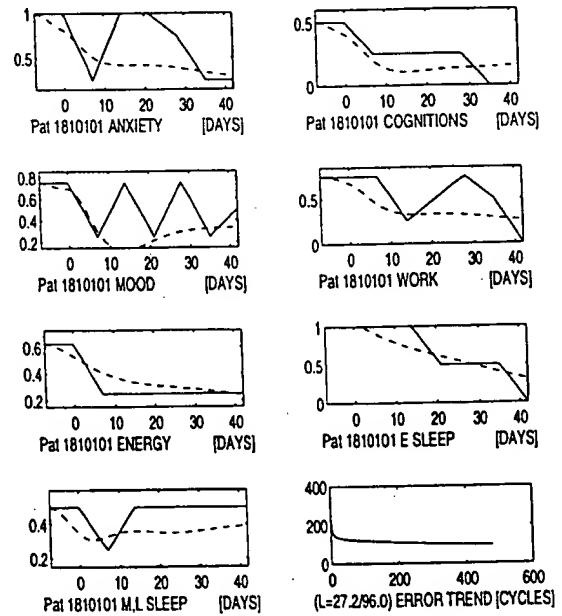 1
0.5
0 10 20 30 40
Pat 1810101 ANXIETY [DAYS]
0.5
0
0 10 20 30 40
Pat 1810101 COGNITIONS [DAYS]
0.8
0.6
0.4
0.2
0 10 20 30 40
Pat 1810101 MOOD [DAYS]
0.5
0
0 10 20 30 40
Pat 1810101 WORK [DAYS]
0.6
0.4
0.2
0 10 20 30 40
Pat 1810101 ENERGY [DAYS]
1
0.5
0
0 10 20 30 40
Pat 1810101 E SLEEP [DAYS]
0.4
0.2
0 10 20 30 40
Pat 1810101 M,L SLEEP [DAYS]
400
200
0
0 200 400 600
(L=27.2/96.0) ERROR TREND [CYCLES]